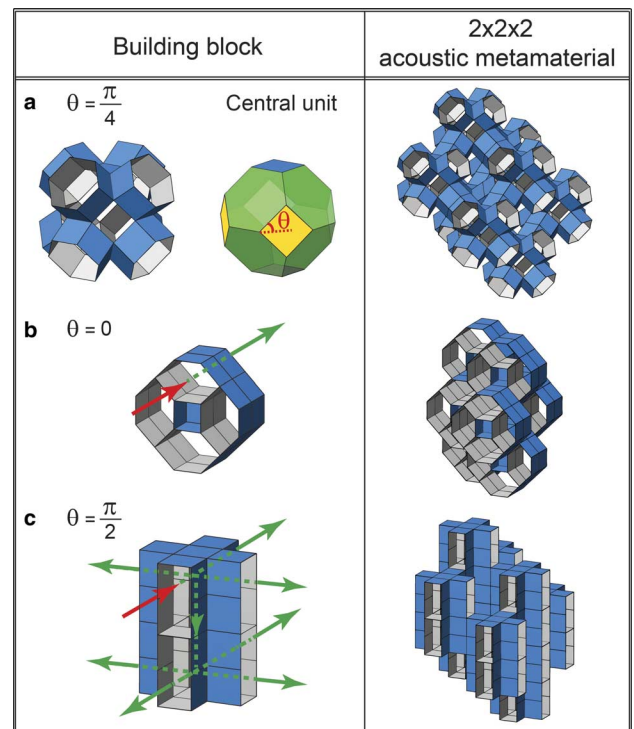 Building block
2x2x2
acoustic metamaterial
a θ = π/4
Central unit
θ
b θ = 0
c θ = π/2